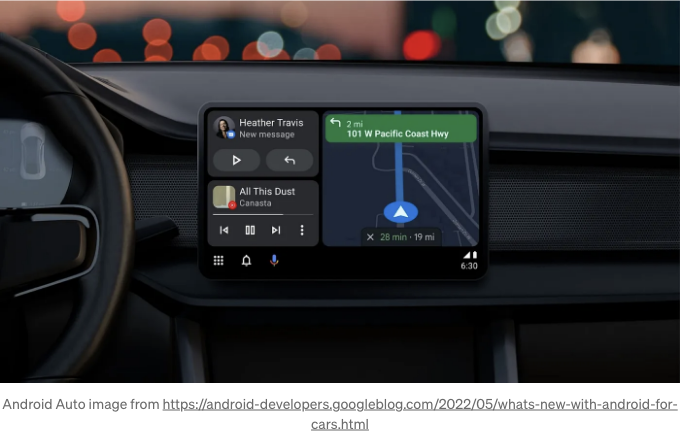 Heather Travis
New message
All This Dust
Canasta
2 mi
101 W Pacific Coast Hwy
28 min · 19 mi
6:30
Android Auto image from https://android-developers.googleblog.com/2022/05/whats-new-with-android-for-
cars.html